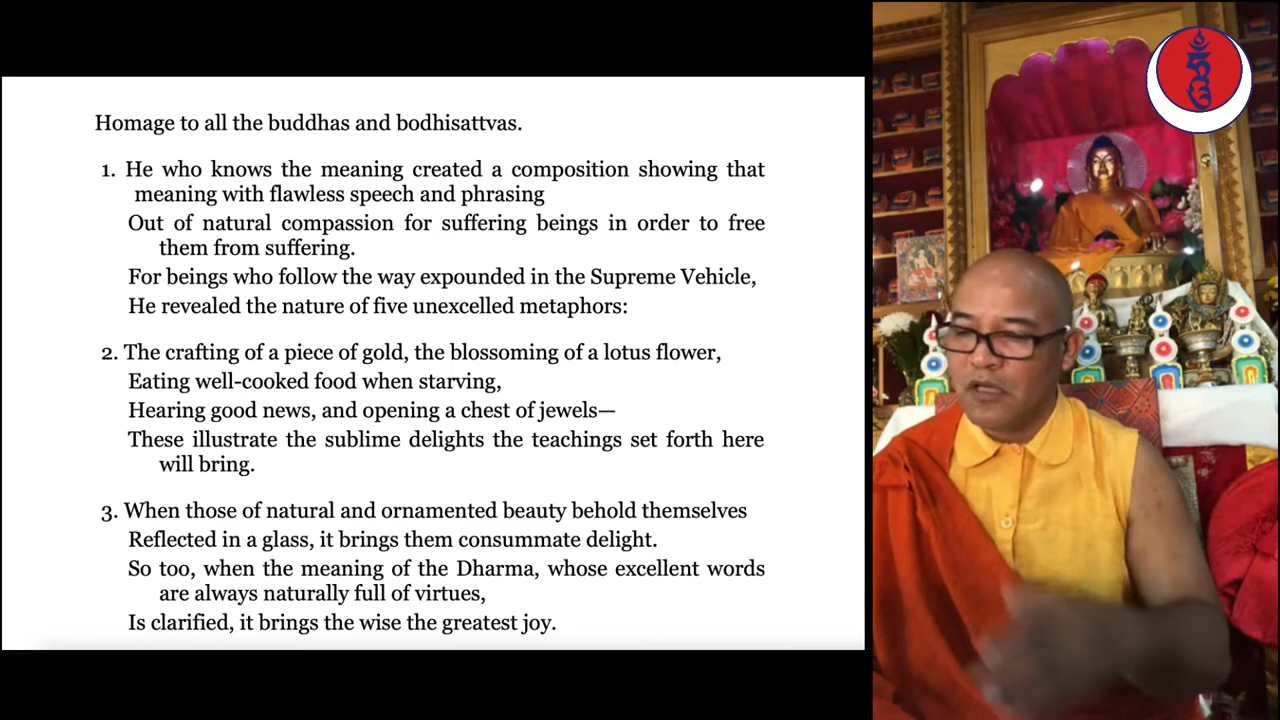 Homage to all the buddhas and bodhisattvas.
1. He who knows the meaning created a composition showing that
meaning with flawless speech and phrasing
Out of natural compassion for suffering beings in order to free
them from suffering.
For beings who follow the way expounded in the Supreme Vehicle,
He revealed the nature of five unexcelled metaphors:
2. The crafting of a piece of gold, the blossoming of a lotus flower,
Eating well-cooked food when starving,
Hearing good news, and opening a chest of jewels—
These illustrate the sublime delights the teachings set forth here
will bring.
3. When those of natural and ornamented beauty behold themselves
Reflected in a glass, it brings them consummate delight.
So too, when the meaning of the Dharma, whose excellent words
are always naturally full of virtues,
Is clarified, it brings the wise the greatest joy.